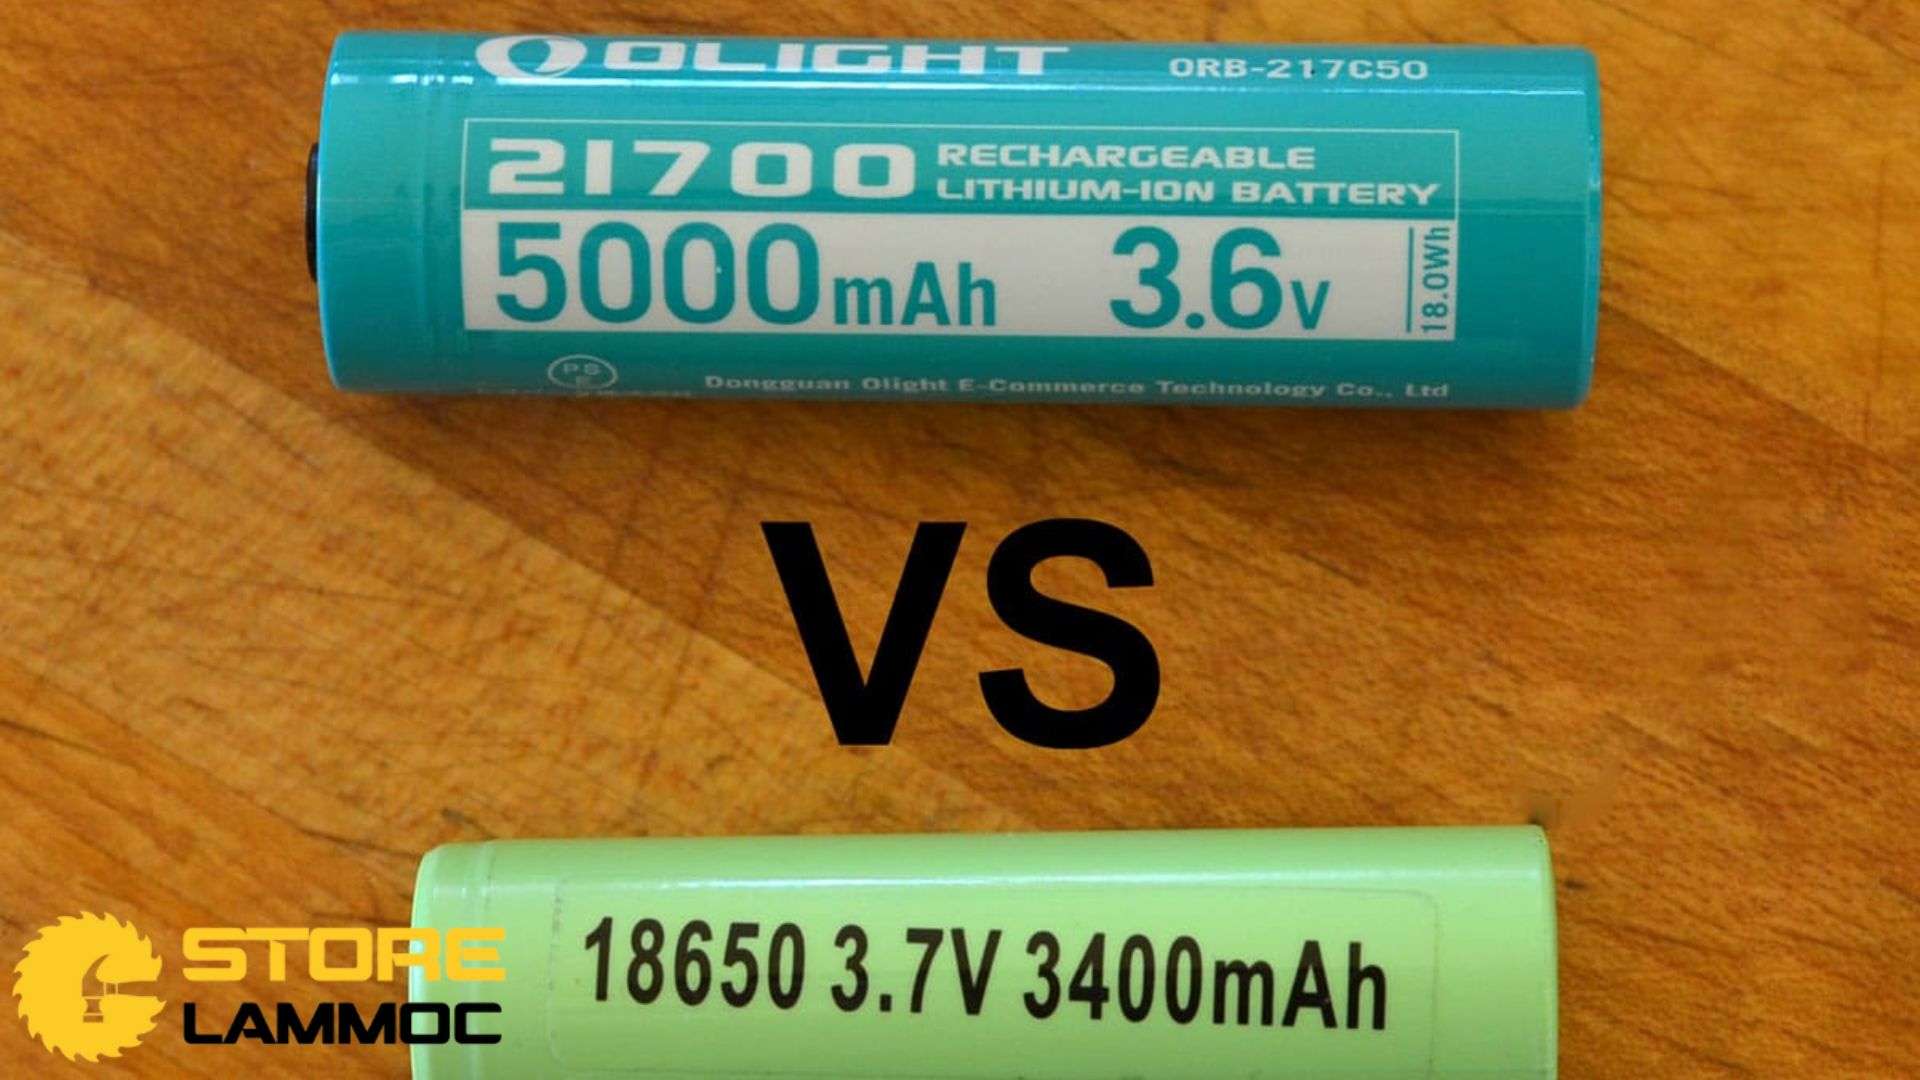 OLIGHT ORB-217C50
21700 RECHARGEABLE
LITHIUM-ION BATTERY
5000mAh 3.6V 18.0Wh
PS
E
Dongguan Olight E-Commerce Technology Co., Ltd
VS
18650 3.7V 3400mAh
STORE
LAMMOC